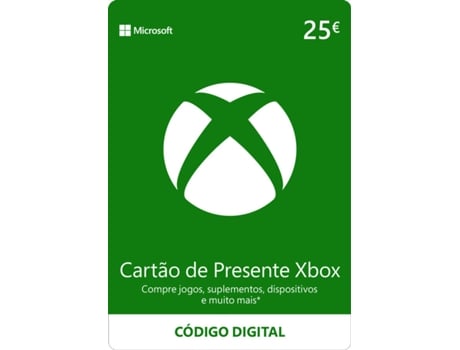 Microsoft
25€
Cartão de Presente Xbox
Compre jogos, suplementos, dispositivos
e muito mais*
CÓDIGO DIGITAL